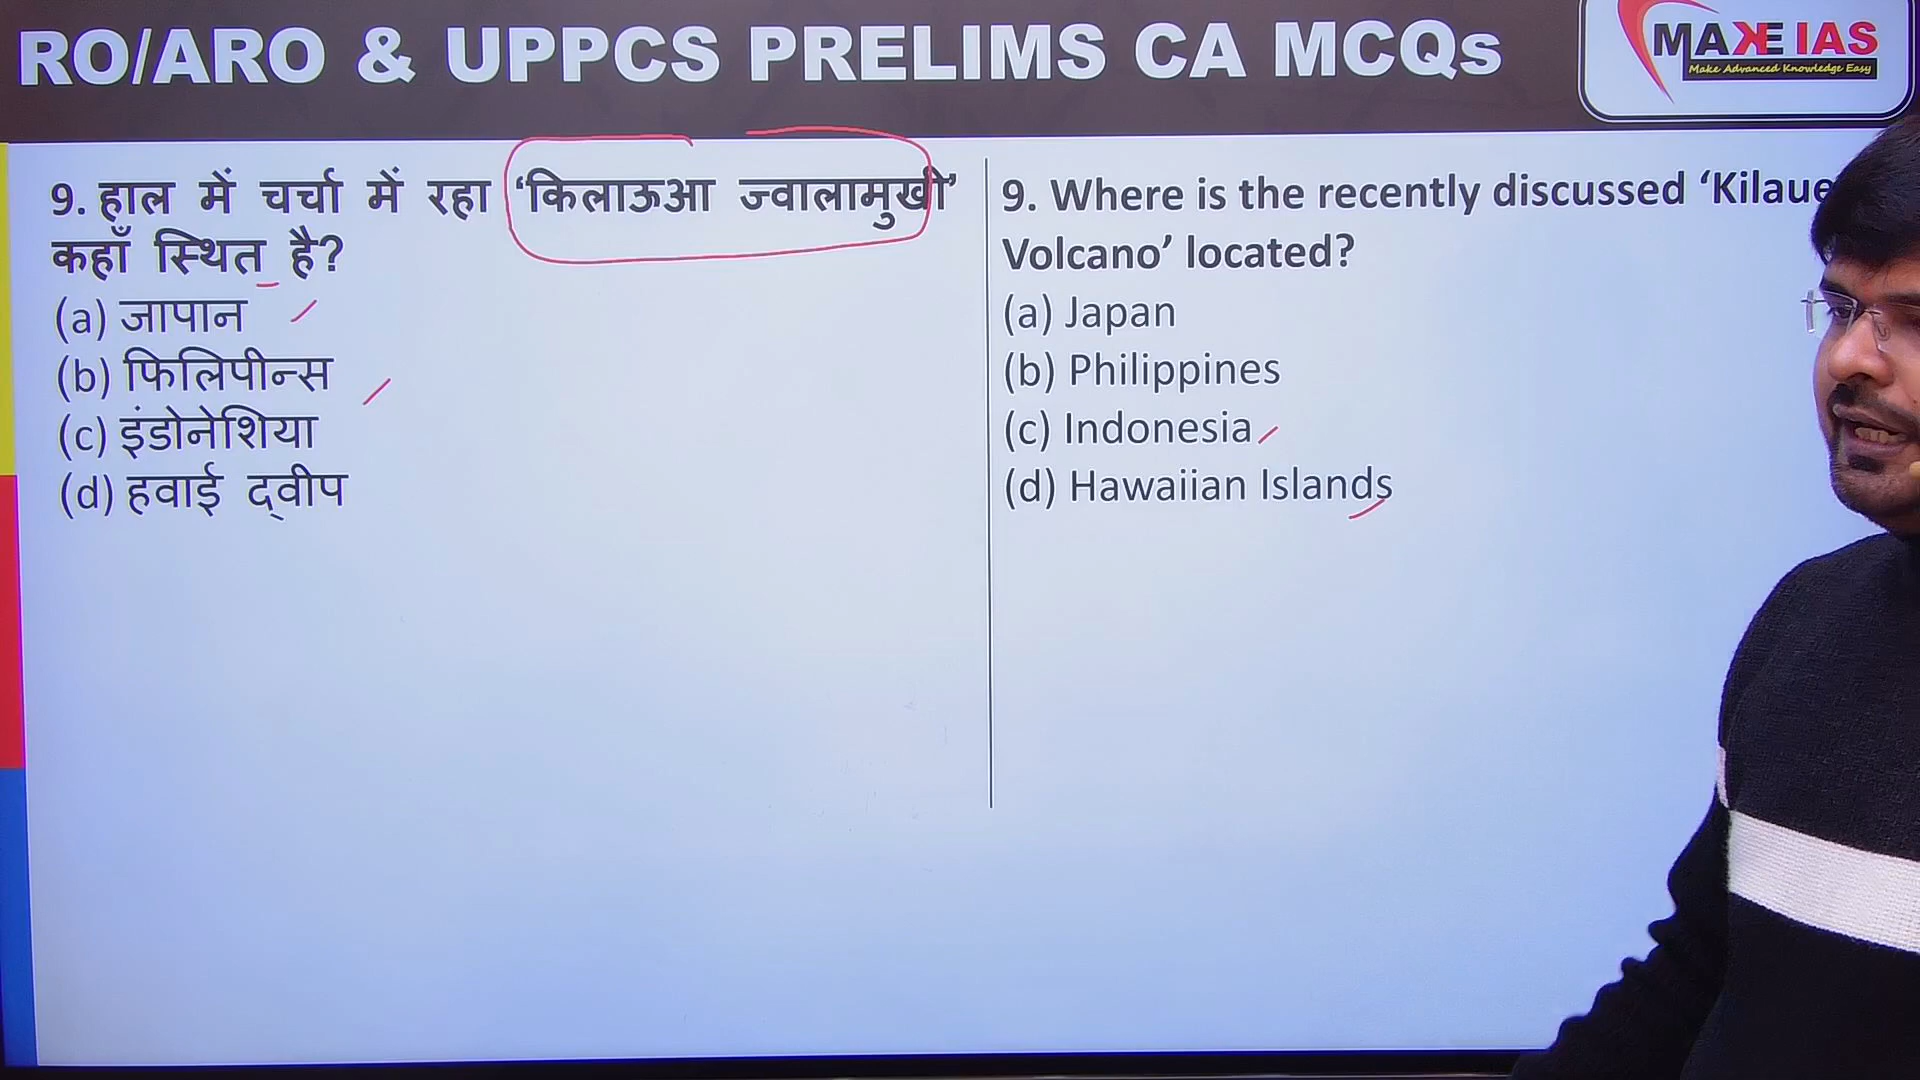 RO/ARO & UPPCS PRELIMS CA MCQs
MAKE IAS
Make Advanced Knowledge Easy
9. हाल में चर्चा में रहा ‘किलाऊआ ज्वालामुखी’
कहाँ स्थित है?
(a) जापान
(b) फिलिपीन्स
(c) इंडोनेशिया
(d) हवाई द्वीप
9. Where is the recently discussed ‘Kilaue
Volcano’ located?
(a) Japan
(b) Philippines
(c) Indonesia
(d) Hawaiian Islands